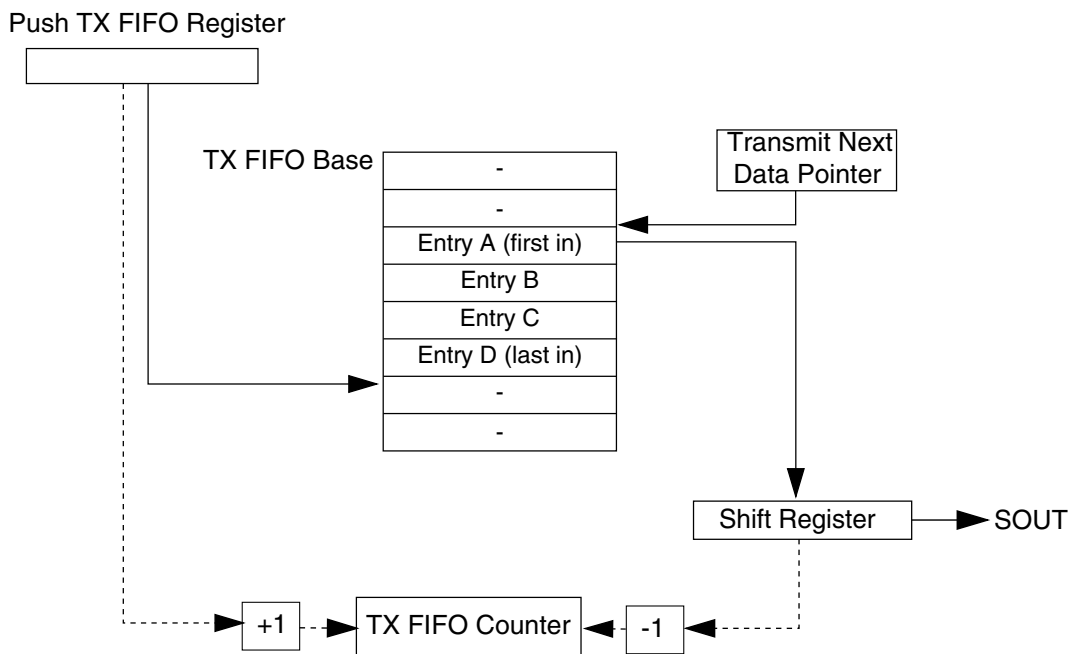 Push TX FIFO Register
TX FIFO Base
Transmit Next
Data Pointer
-
-
Entry A (first in)
Entry B
Entry C
Entry D (last in)
-
-
Shift Register
SOUT
+1
TX FIFO Counter
-1